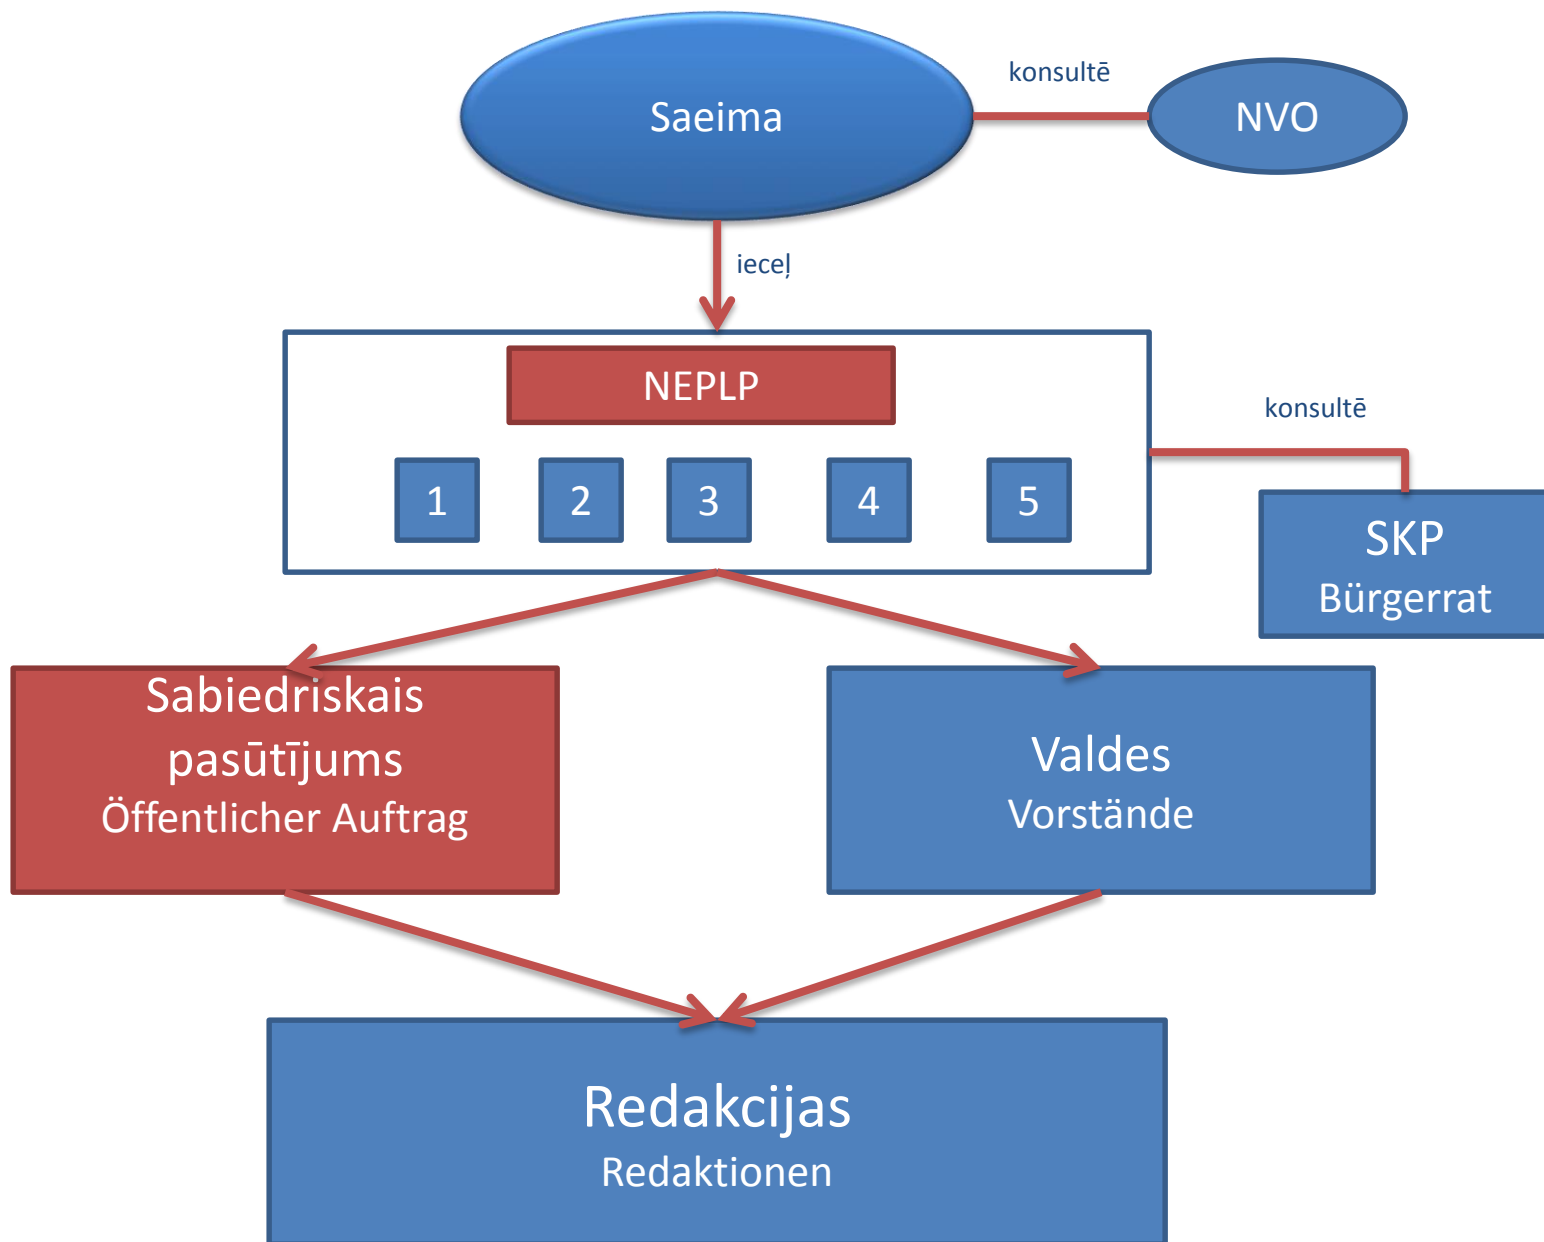 Saeima
konsultē
NVO
ieceļ
NEPLP
konsultē
1
2
3
4
5
SKP
Bürgerrat
Sabiedriskais
pasūtījums
Öffentlicher Auftrag
Valdes
Vorstände
Redakcijas
Redaktionen